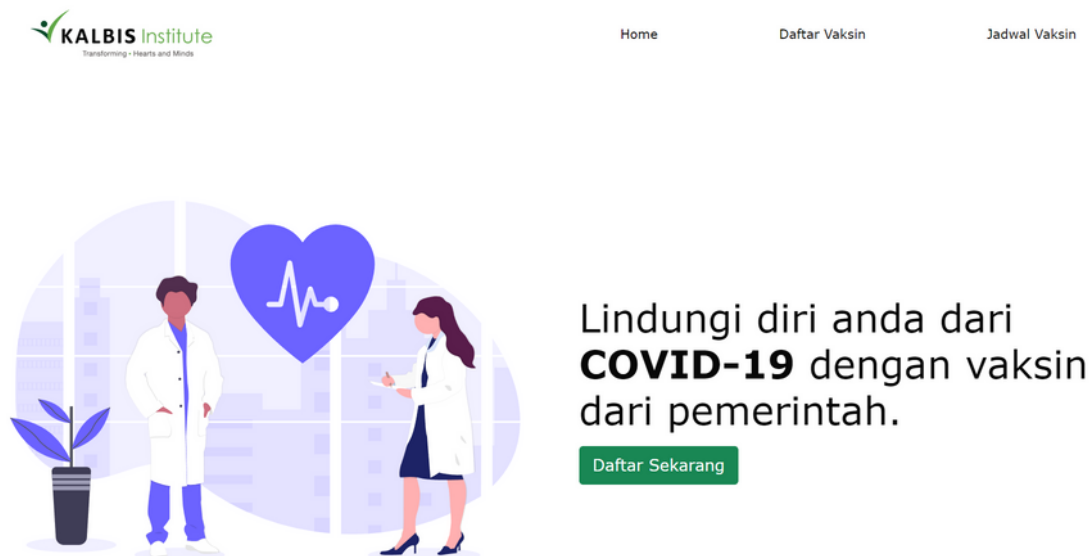 KALBIS Institute
Transforming - Hearts and Minds
Home
Daftar Vaksin
Jadwal Vaksin
Lindungi diri anda dari
COVID-19 dengan vaksin
dari pemerintah.
Daftar Sekarang